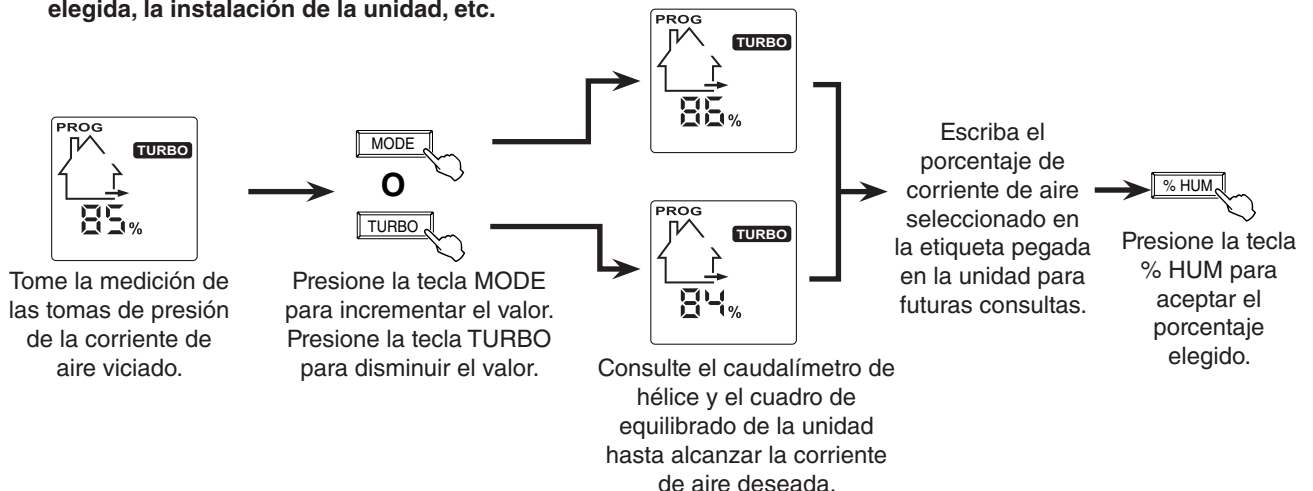 elegida, la instalación de la unidad, etc.
PROG
TURBO
85%
Tome la medición de
las tomas de presión
de la corriente de
aire viciado.
MODE
O
TURBO
Presione la tecla MODE
para incrementar el valor.
Presione la tecla TURBO
para disminuir el valor.
PROG
TURBO
86%
PROG
TURBO
84%
Consulte el caudalímetro de
hélice y el cuadro de
equilibrado de la unidad
hasta alcanzar la corriente
de aire deseada.
Escriba el
porcentaje de
corriente de aire
seleccionado en
la etiqueta pegada
en la unidad para
futuras consultas.
% HUM
Presione la tecla
% HUM para
aceptar el
porcentaje
elegido.